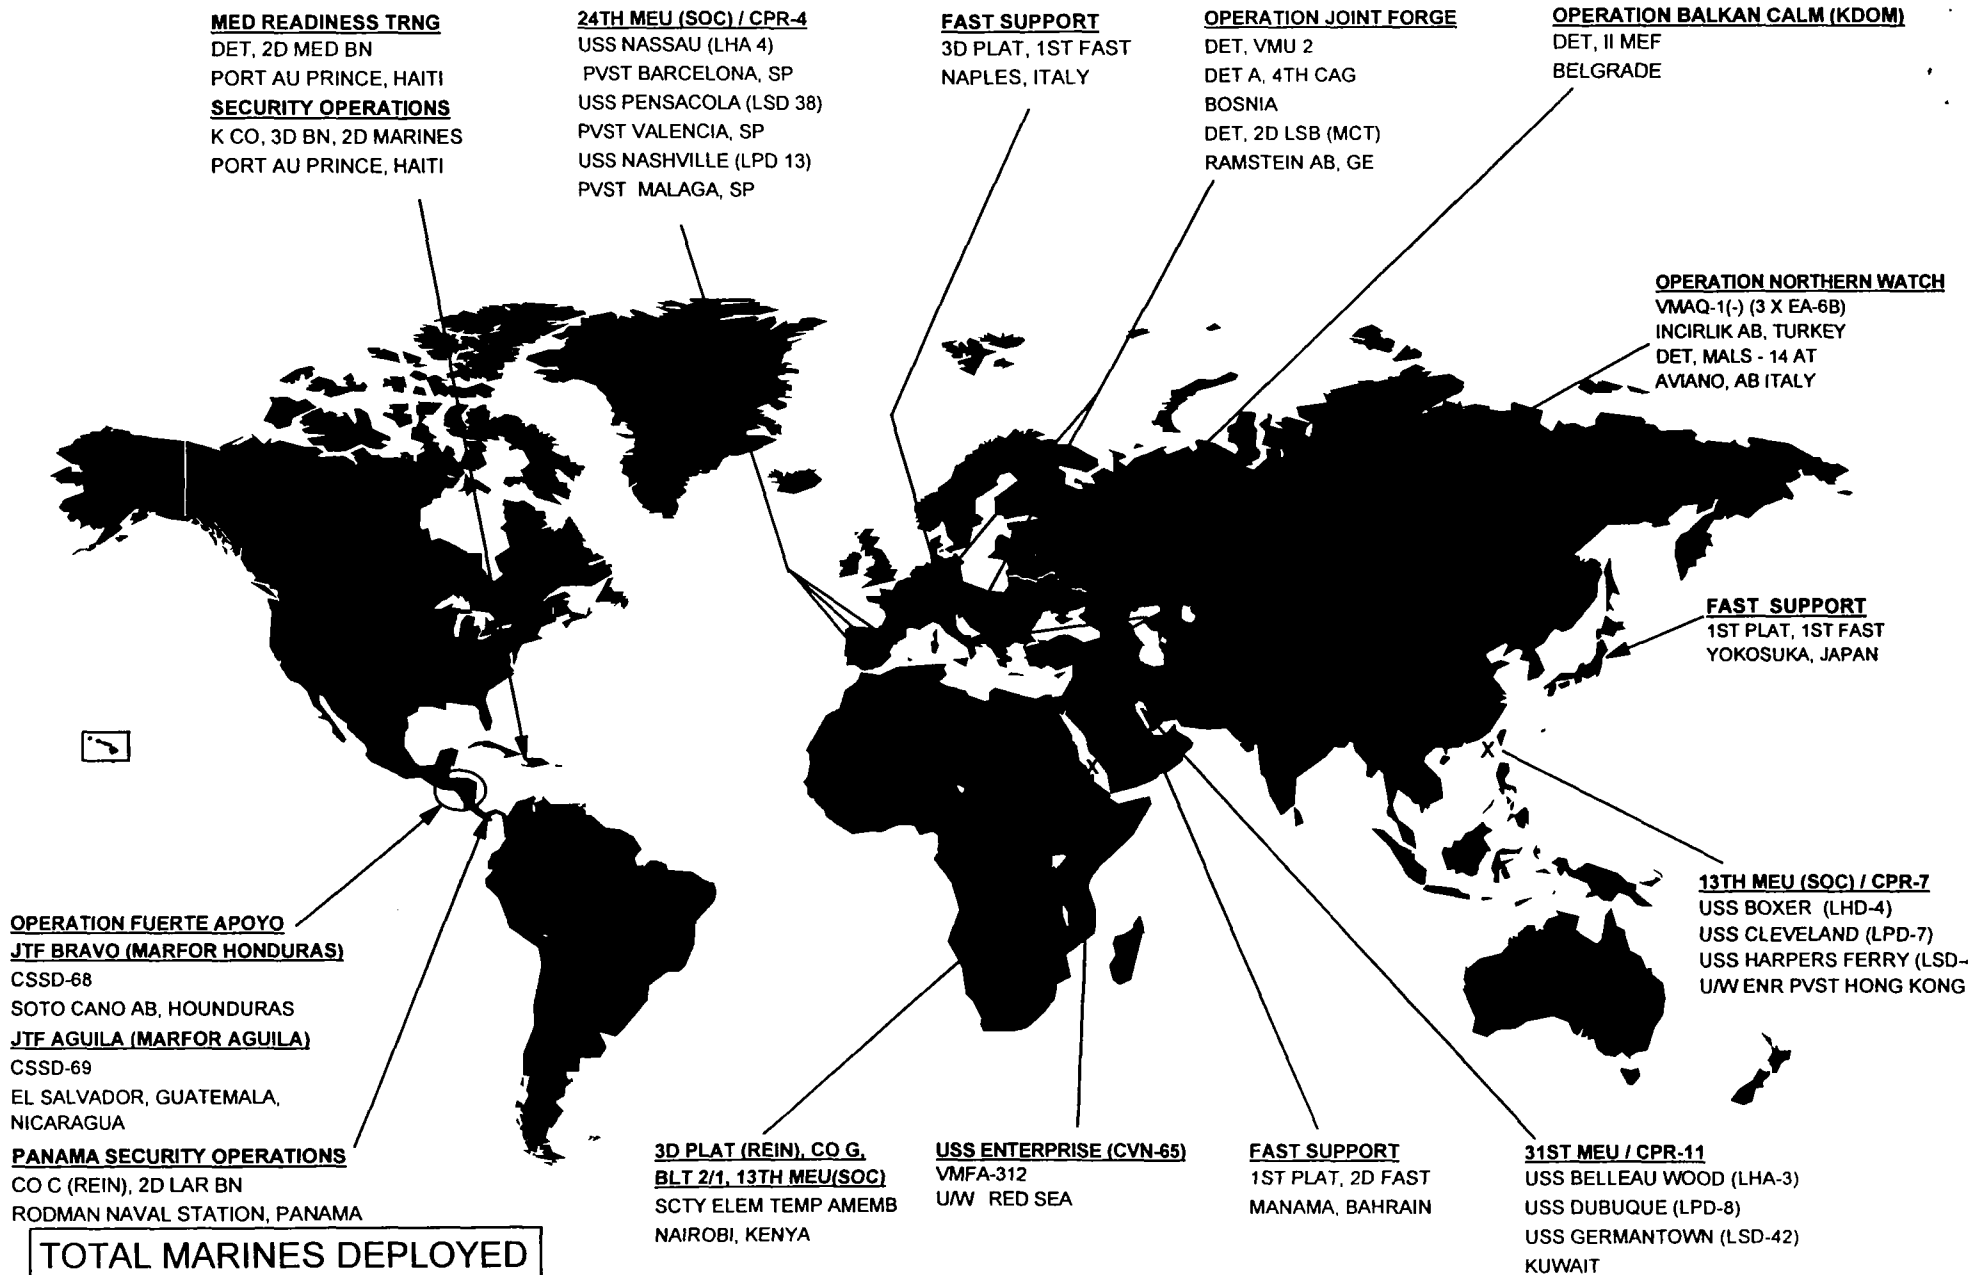 MED READINESS TRNG
DET, 2D MED BN
PORT AU PRINCE, HAITI
SECURITY OPERATIONS
K CO, 3D BN, 2D MARINES
PORT AU PRINCE, HAITI
24TH MEU (SOC) / CPR-4
USS NASSAU (LHA 4)
PVST BARCELONA, SP
USS PENSACOLA (LSD 38)
PVST VALENCIA, SP
USS NASHVILLE (LPD 13)
PVST MALAGA, SP
FAST SUPPORT
3D PLAT, 1ST FAST
NAPLES, ITALY
OPERATION JOINT FORGE
DET, VMU 2
DET A, 4TH CAG
BOSNIA
DET, 2D LSB (MCT)
RAMSTEIN AB, GE
OPERATION BALKAN CALM (KDOM)
DET, II MEF
BELGRADE
OPERATION NORTHERN WATCH
VMAQ-1(-) (3 X EA-6B)
INCIRLIK AB, TURKEY
DET, MALS - 14 AT
AVIANO, AB ITALY
FAST SUPPORT
1ST PLAT, 1ST FAST
YOKOSUKA, JAPAN
X
X
13TH MEU (SOC) / CPR-7
USS BOXER (LHD-4)
USS CLEVELAND (LPD-7)
USS HARPERS FERRY (LSD-
U/W ENR PVST HONG KONG
OPERATION FUERTE APOYO
JTF BRAVO (MARFOR HONDURAS)
CSSD-68
SOTO CANO AB, HOUNDURAS
JTF AGUILA (MARFOR AGUILA)
CSSD-69
EL SALVADOR, GUATEMALA,
NICARAGUA
PANAMA SECURITY OPERATIONS
CO C (REIN), 2D LAR BN
RODMAN NAVAL STATION, PANAMA
TOTAL MARINES DEPLOYED
3D PLAT (REIN), CO G,
BLT 2/1, 13TH MEU(SOC)
SCTY ELEM TEMP AMEMB
NAIROBI, KENYA
USS ENTERPRISE (CVN-65)
VMFA-312
U/W RED SEA
FAST SUPPORT
1ST PLAT, 2D FAST
MANAMA, BAHRAIN
31ST MEU / CPR-11
USS BELLEAU WOOD (LHA-3)
USS DUBUQUE (LPD-8)
USS GERMANTOWN (LSD-42)
KUWAIT